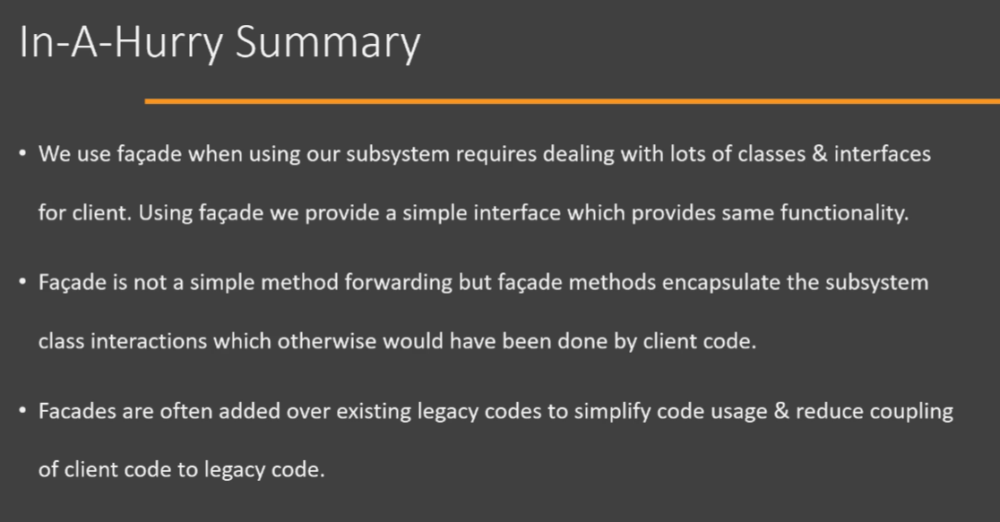 In-A-Hurry Summary
• We use façade when using our subsystem requires dealing with lots of classes & interfaces
for client. Using façade we provide a simple interface which provides same functionality.
• Façade is not a simple method forwarding but façade methods encapsulate the subsystem
class interactions which otherwise would have been done by client code.
• Facades are often added over existing legacy codes to simplify code usage & reduce coupling
of client code to legacy code.